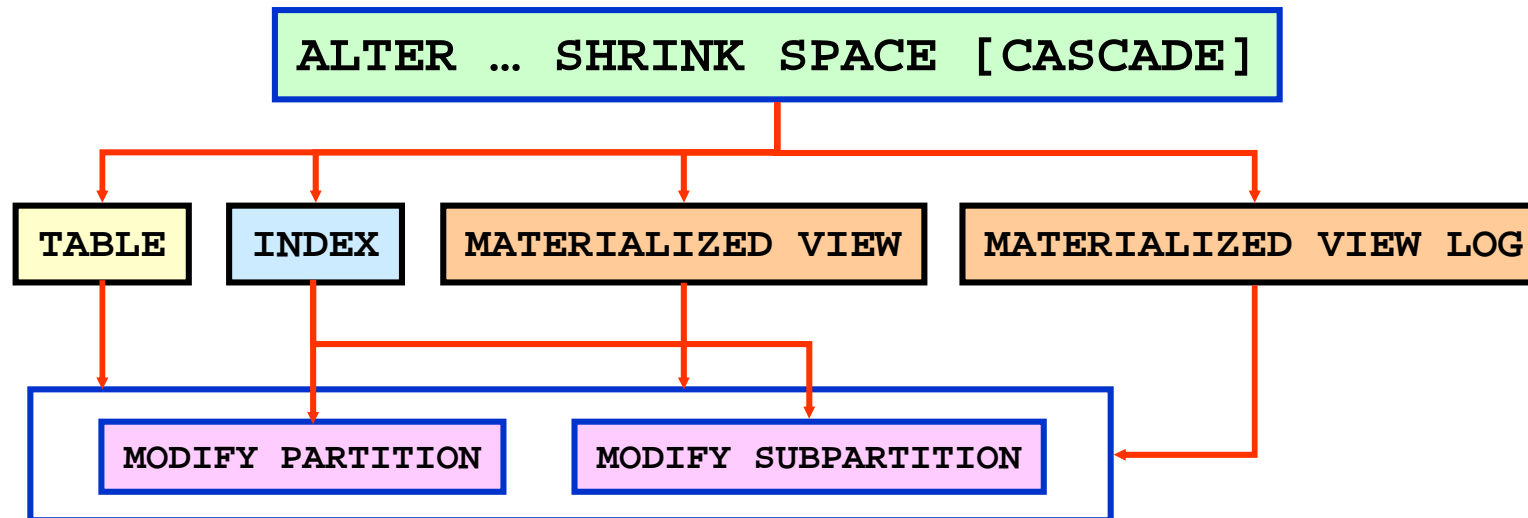 ALTER … SHRINK SPACE [CASCADE]
TABLE
INDEX
MATERIALIZED VIEW
MATERIALIZED VIEW LOG
MODIFY PARTITION
MODIFY SUBPARTITION